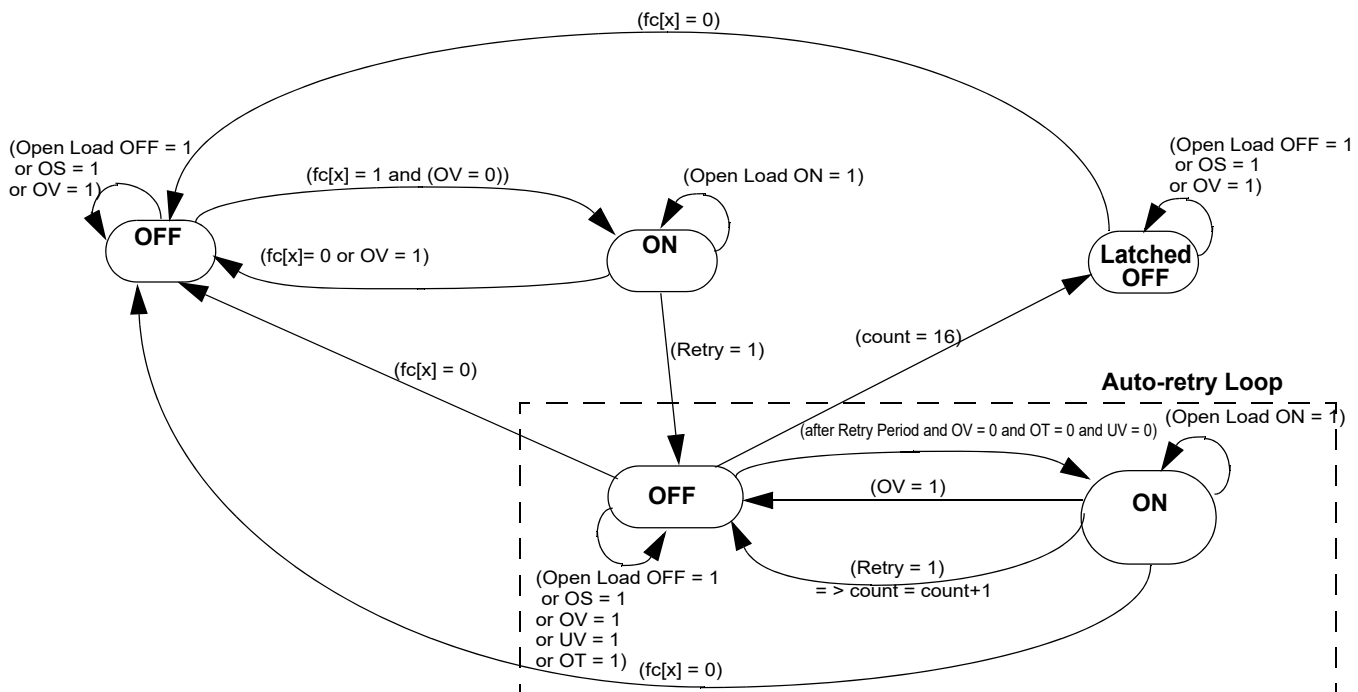 (fc[x] = 0)
(Open Load OFF = 1
or OS = 1
or OV = 1)
(fc[x] = 1 and (OV = 0))
(Open Load ON = 1)
(Open Load OFF = 1
or OS = 1
or OV = 1)
OFF
(fc[x]= 0 or OV = 1)
ON
Latched
OFF
(Retry = 1)
(count = 16)
(fc[x] = 0)
Auto-retry Loop
(Open Load ON = 1)
(after Retry Period and OV = 0 and OT = 0 and UV = 0)
OFF
(OV = 1)
ON
(Retry = 1)
= > count = count+1
(Open Load OFF = 1
or OS = 1
or OV = 1
or UV = 1
or OT = 1)
(fc[x] = 0)